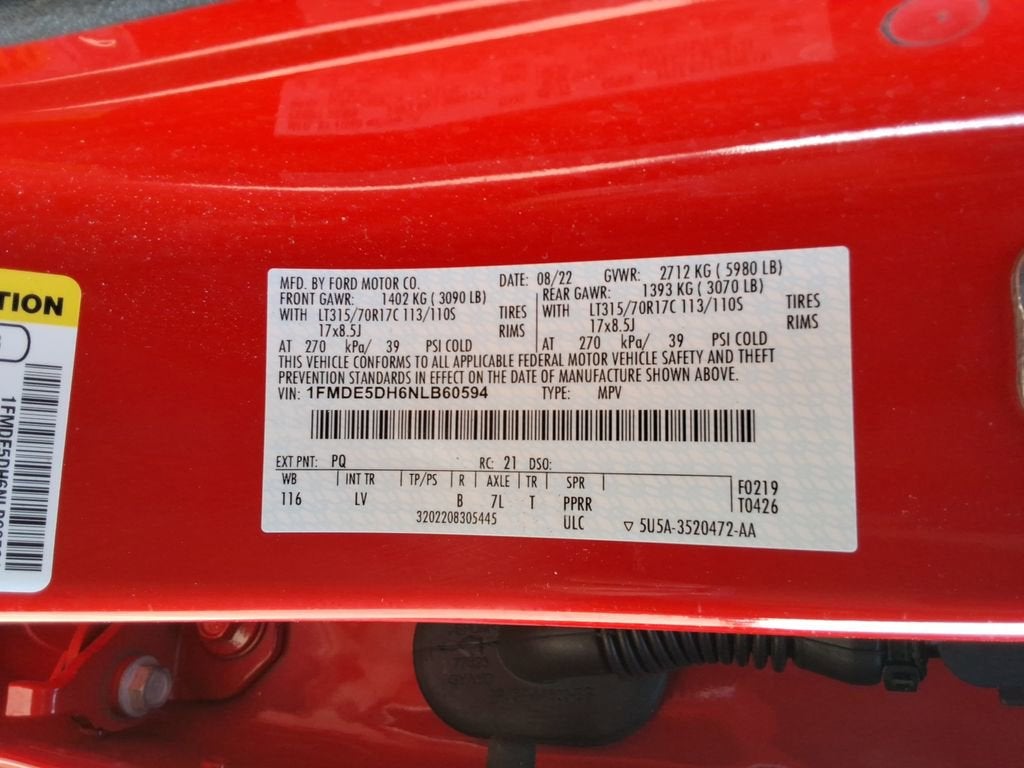 TION
1FMDE5DH6NLB60594
MFD. BY FORD MOTOR CO. DATE: 08/22 GVWR: 2712 KG ( 5980 LB)
FRONT GAWR: 1402 KG ( 3090 LB) REAR GAWR: 1393 KG ( 3070 LB)
WITH LT315/70R17C 113/110S TIRES WITH LT315/70R17C 113/110S TIRES
17x8.5J RIMS 17x8.5J RIMS
AT 270 kPa/ 39 PSI COLD AT 270 kPa/ 39 PSI COLD
THIS VEHICLE CONFORMS TO ALL APPLICABLE FEDERAL MOTOR VEHICLE SAFETY AND THEFT
PREVENTION STANDARDS IN EFFECT ON THE DATE OF MANUFACTURE SHOWN ABOVE.
VIN: 1FMDE5DH6NLB60594 TYPE: MPV
EXT PNT: PQ RC: 21 DSO:
WB INT TR TP/PS R AXLE TR SPR
116 LV B 7L T PPRR F0219
ULC T0426
3202208305445 ▽ 5U5A-3520472-AA